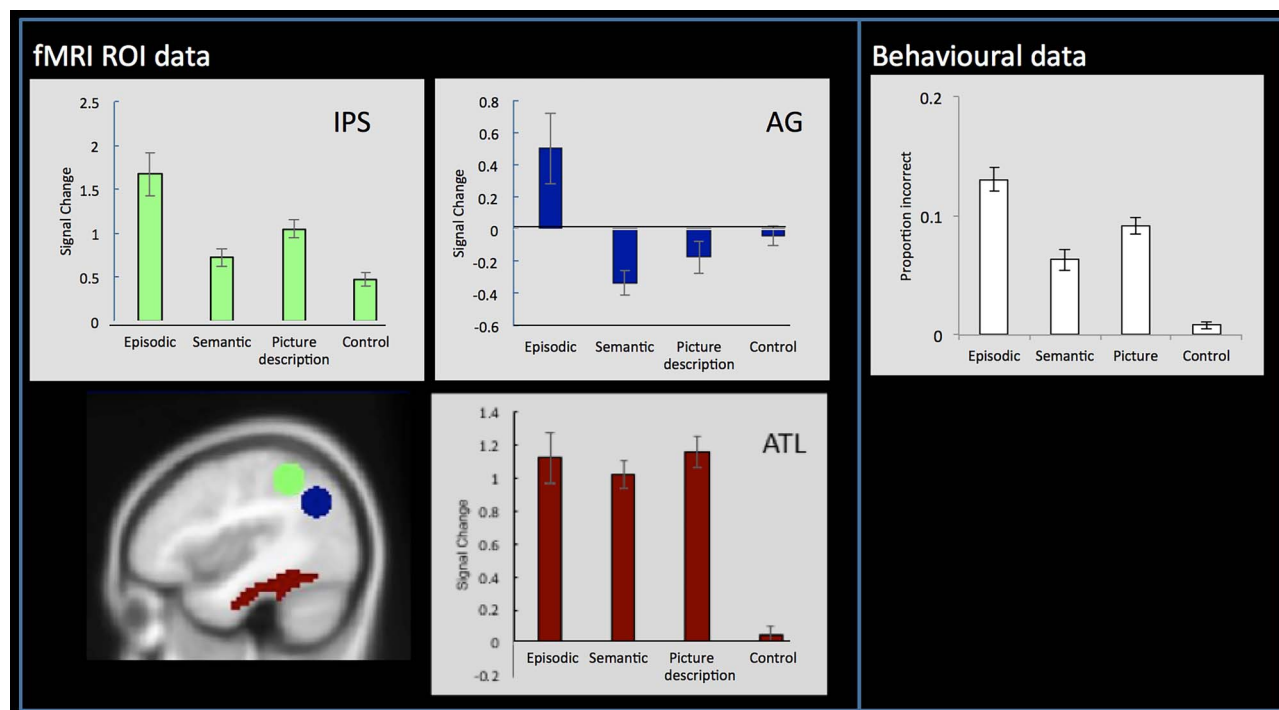 fMRI ROI data
IPS
Signal Change
2.5
2
1.5
1
0.5
0
Episodic Semantic Picture description Control
AG
Signal Change
0.8
0.6
0.4
0.2
0
-0.2
-0.4
-0.6
Episodic Semantic Picture description Control
ATL
Signal Change
1.4
1.2
1
0.8
0.6
0.4
0.2
0
-0.2
Episodic Semantic Picture description Control
Behavioural data
Proportion incorrect
0.2
0.1
0
Episodic Semantic Picture Control